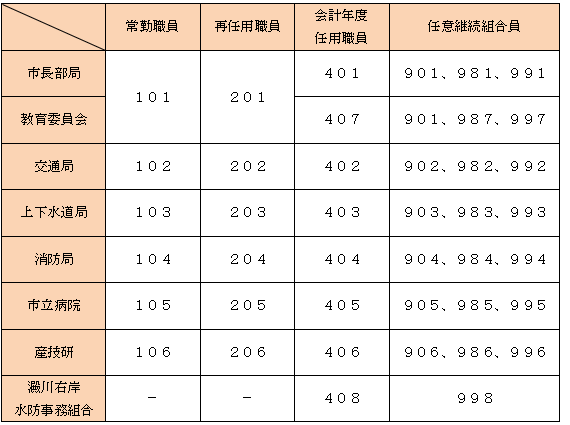 常勤職員 再任用職員 会計年度 任意継続組合員
任用職員
市長部局 101 201 401 901、981、991
教育委員会 407 901、987、997
交通局 102 202 402 902、982、992
上下水道局 103 203 403 903、983、993
消防局 104 204 404 904、984、994
市立病院 105 205 405 905、985、995
産技研 106 206 406 906、986、996
澱川右岸
水防事務組合 － － 408 998